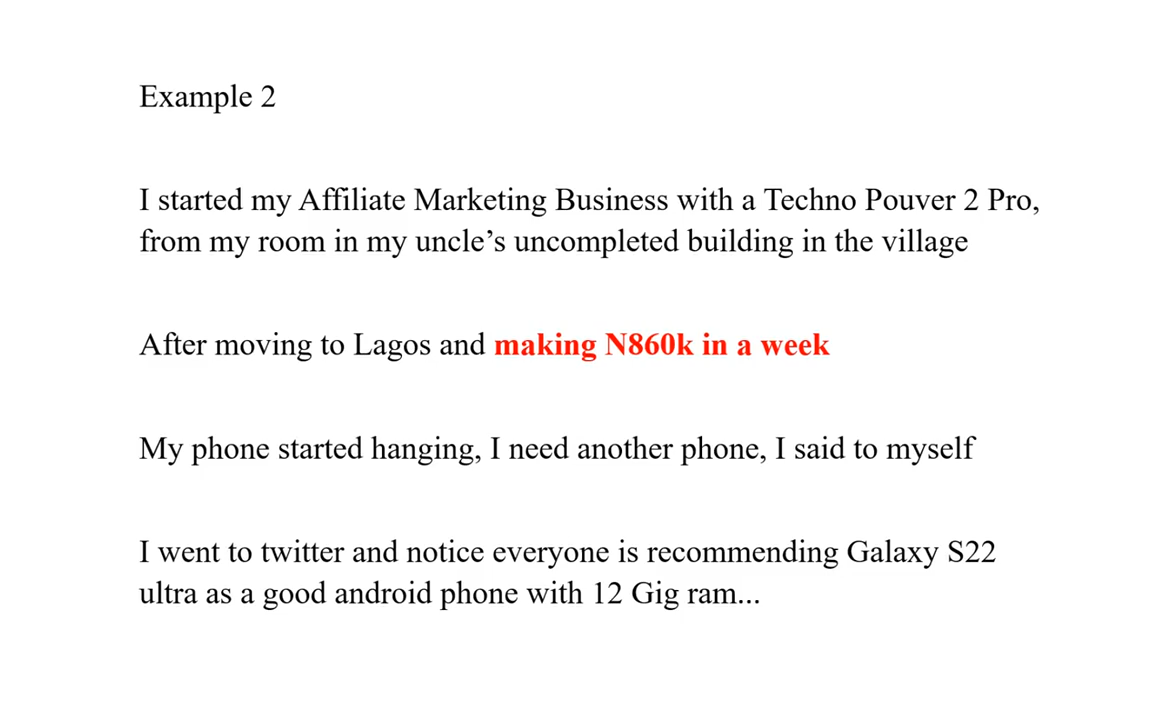 Example 2
I started my Affiliate Marketing Business with a Techno Pouver 2 Pro,
from my room in my uncle’s uncompleted building in the village
After moving to Lagos and making N860k in a week
My phone started hanging, I need another phone, I said to myself
I went to twitter and notice everyone is recommending Galaxy S22
ultra as a good android phone with 12 Gig ram...